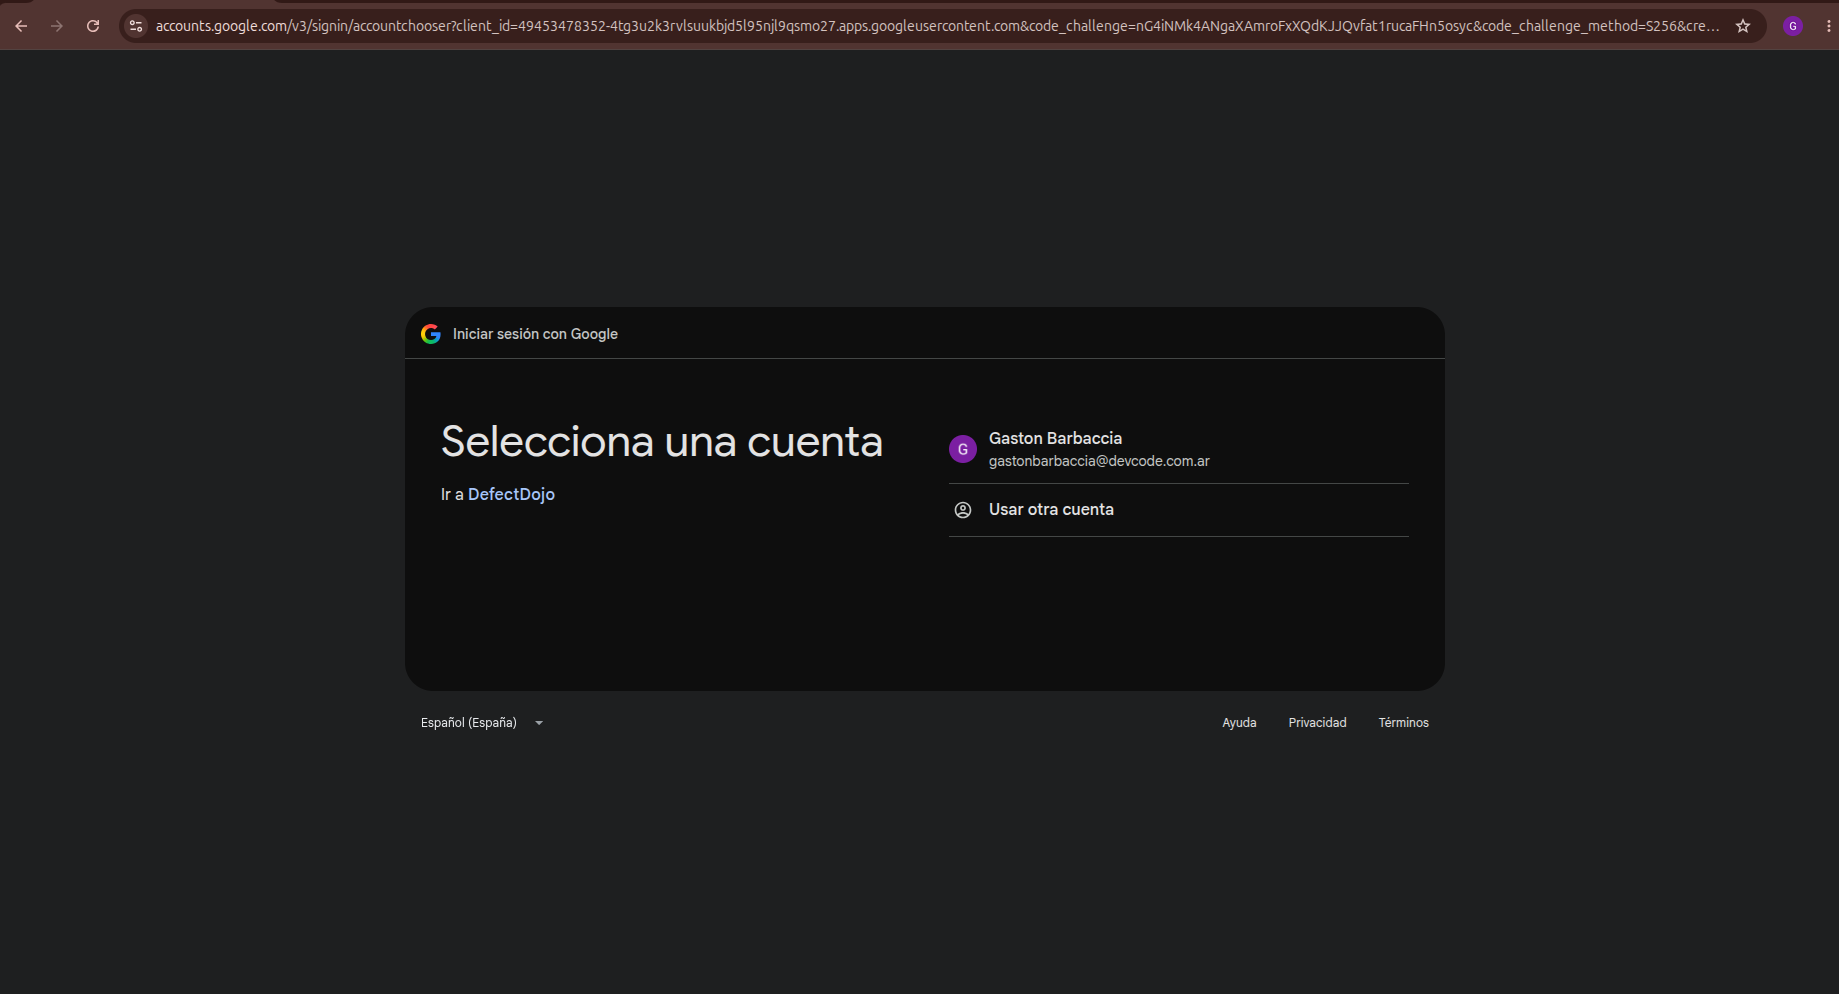 accounts.google.com/v3/signin/accountchooser?client_id=49453478352-4tg3u2k3rvlsuukbjd5l95njl9qsmo27.apps.googleusercontent.com&code_challenge=nG4iNMk4ANgaXAmroFxXQdKJJQvfat1rucaFHn5osyc&code_challenge_method=S256&cre...
G
Iniciar sesión con Google
Selecciona una cuenta
Ir a DefectDojo
G
Gaston Barbaccia
gastonbarbaccia@devcode.com.ar
Usar otra cuenta
Español (España)
Ayuda
Privacidad
Términos